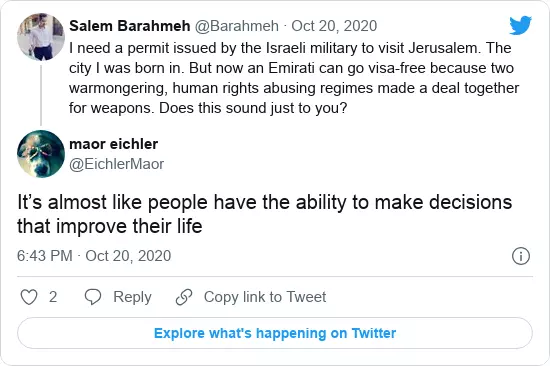 Salem Barahmeh @Barahmeh · Oct 20, 2020
I need a permit issued by the Israeli military to visit Jerusalem. The
city I was born in. But now an Emirati can go visa-free because two
warmongering, human rights abusing regimes made a deal together
for weapons. Does this sound just to you?
maor eichler
@EichlerMaor
It’s almost like people have the ability to make decisions
that improve their life
6:43 PM · Oct 20, 2020
2 Reply Copy link to Tweet
Explore what's happening on Twitter